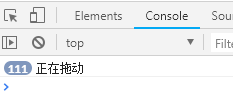 Elements Console Sou
top Filte
111 正在拖动